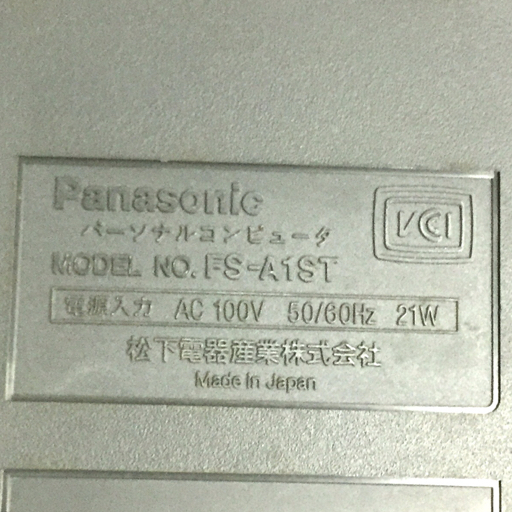 Panasonic
パーソナルコンピュータ
VCI
MODEL NO. FS-A1ST
電源入力 AC 100V 50/60Hz 21W
松下電器産業株式会社
Made in Japan